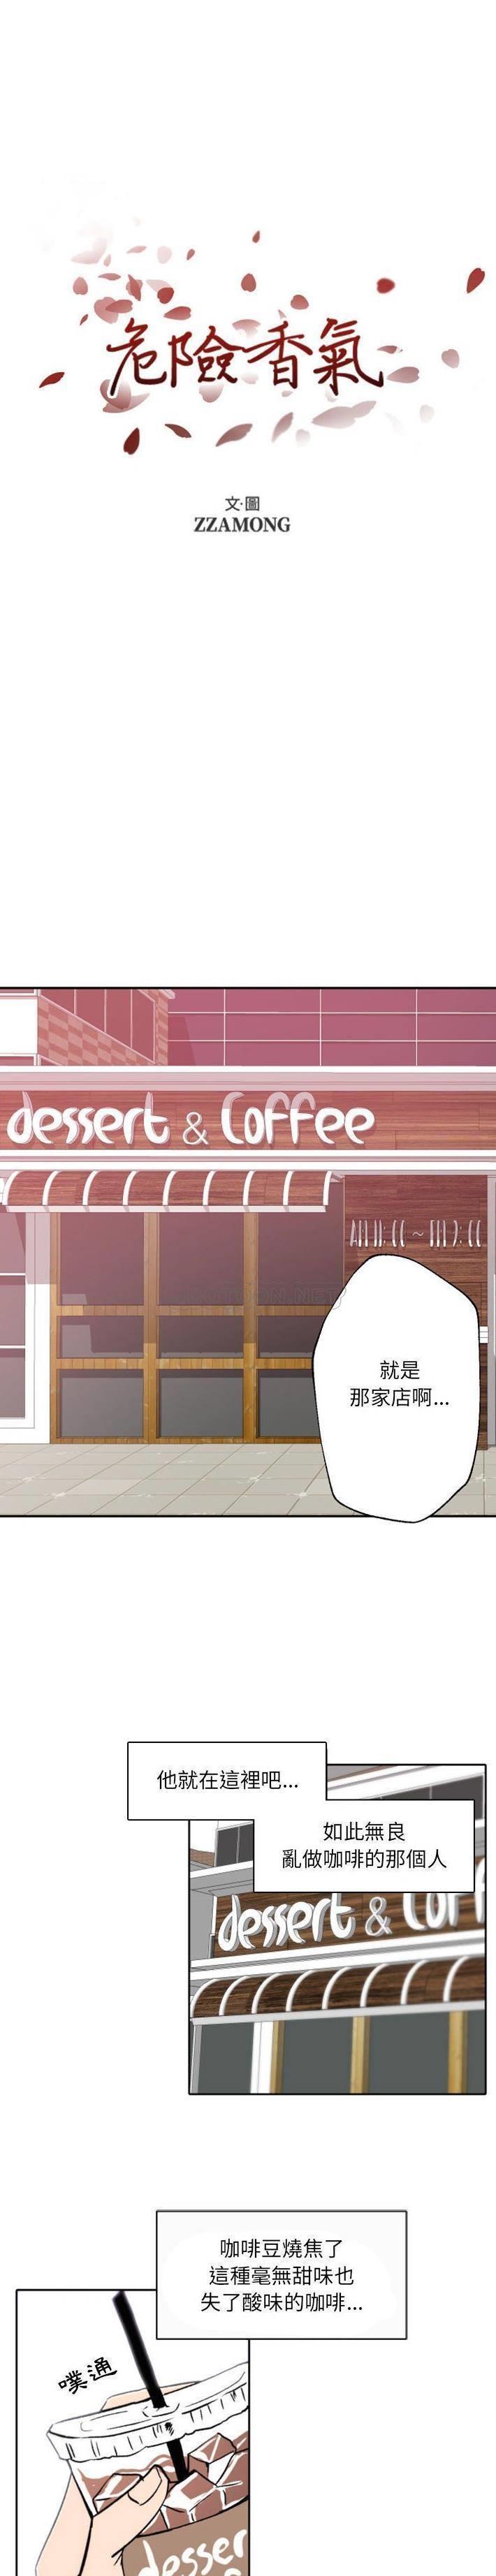 危險香氣
文·圖
ZZAMONG
dessert & Coffee
就是
那家店啊...
他就在這裡吧...
如此無良
亂做咖啡的那個人
dessert & Coff
咖啡豆燒焦了
這種毫無甜味也
失了酸味的咖啡...
噗通
desser